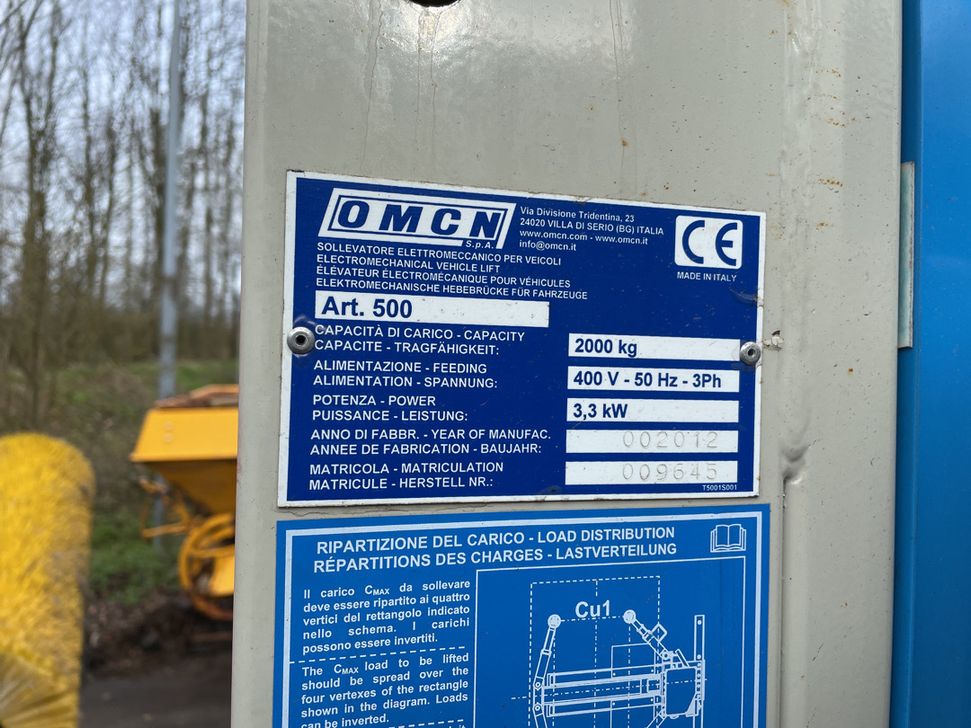 OMCN
S.p.A.
Via Divisione Tridentina, 23
24020 VILLA DI SERIO (BG) ITALIA
www.omcn.com - www.omcn.it
info@omcn.it
CE
MADE IN ITALY
SOLLEVATORE ELETTROMECCANICO PER VEICOLI
ELECTROMECHANICAL VEHICLE LIFT
ÉLÉVATEUR ÉLECTROMÉCANIQUE POUR VÉHICULES
ELEKTROMECHANISCHE HEBEBRÜCKE FÜR FAHRZEUGE
Art. 500
CAPACITÀ DI CARICO - CAPACITY
CAPACITE - TRAGFÄHIGKEIT:
2000 kg
ALIMENTAZIONE - FEEDING
ALIMENTATION - SPANNUNG:
400 V - 50 Hz - 3Ph
POTENZA - POWER
PUISSANCE - LEISTUNG:
3,3 kW
ANNO DI FABBR. - YEAR OF MANUFAC.
ANNEE DE FABRICATION - BAUJAHR:
002012
MATRICOLA - MATRICULATION
MATRICULE - HERSTELL NR.:
009645
T5001S001
RIPARTIZIONE DEL CARICO - LOAD DISTRIBUTION
RÉPARTITIONS DES CHARGES - LASTVERTEILUNG
Il carico CMAX da sollevare
deve essere ripartito ai quattro
vertici del rettangolo indicato
nello schema. I carichi
possono essere invertiti.
The CMAX load to be lifted
should be spread over the
four vertexes of the rectangle
shown in the diagram. Loads
can be inverted.
Cu1